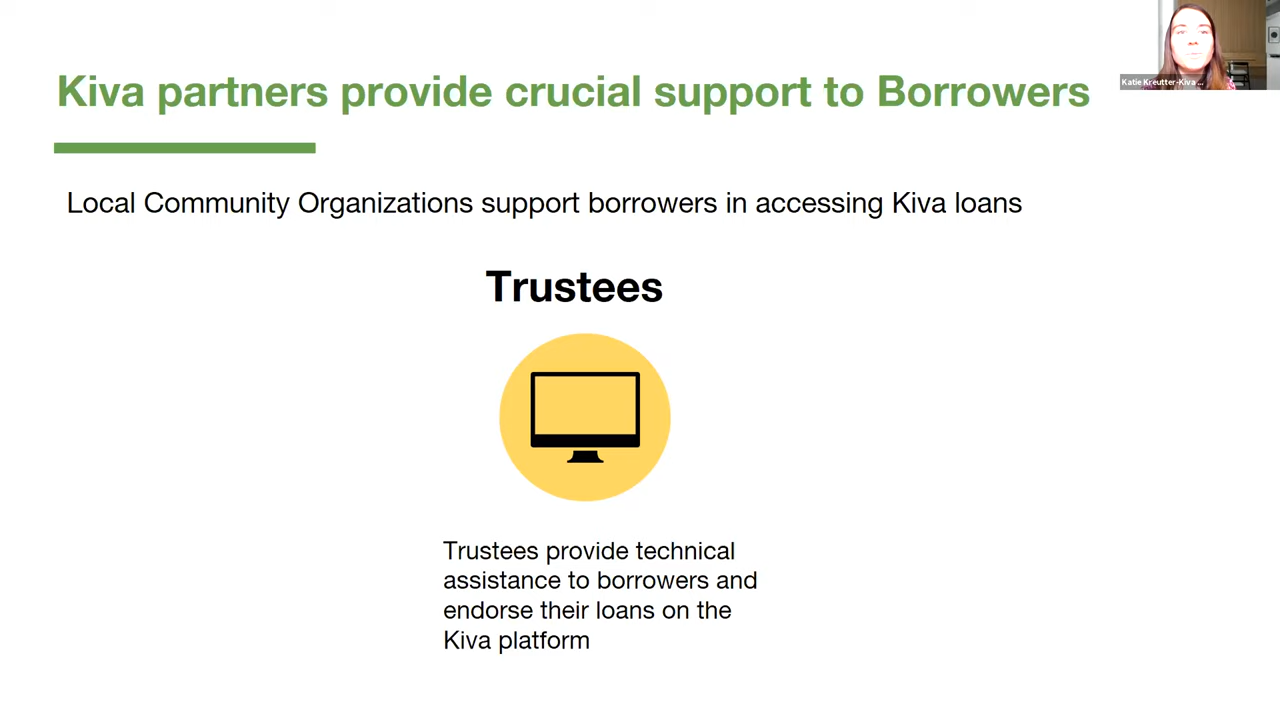 Kiva partners provide crucial support to Borrowers
Katie Kreutter-Kiva ...
Local Community Organizations support borrowers in accessing Kiva loans
Trustees
Trustees provide technical
assistance to borrowers and
endorse their loans on the
Kiva platform